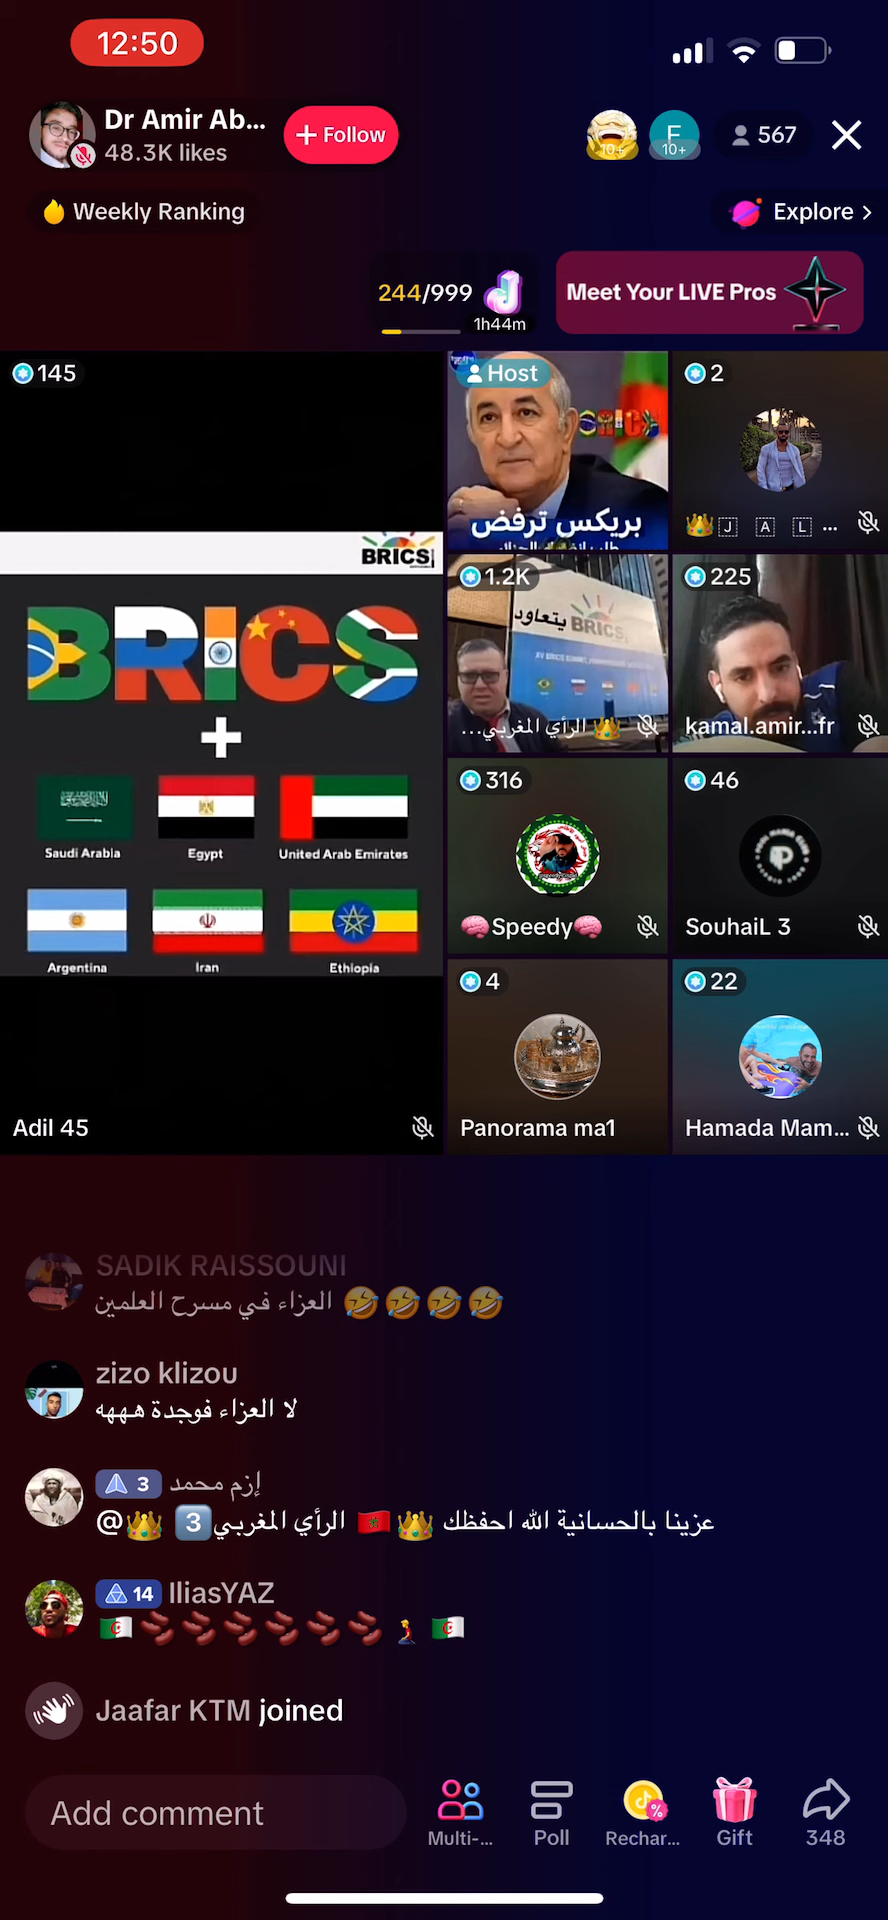 12:50
Dr Amir Ab...
48.3K likes
+ Follow
10+
E
10+
567
Weekly Ranking
Explore >
244/999
1h44m
Meet Your LIVE Pros
145
BRICS
BRICS
+
Saudi Arabia
Egypt
United Arab Emirates
Argentina
Iran
Ethiopia
Adil 45
Host
BRICS
بريكس ترفض
2
J A L ...
1.2K
يتعاود
BRICS
الرأي المغربي...
225
kamal.amir...fr
316
Speedy
46
SouhaiL 3
4
Panorama ma1
22
Hamada Mam...
SADIK RAISSOUNI
العزاء في مسرح العلمين 🤣🤣🤣🤣
zizo klizou
لا العزاء فوجدة هههه
3 إزم محمد
@👑 3️⃣الرأي المغربي 🇲🇦👑 عزينا بالحسانية الله احفظك
14 IliasYAZ
🇩🇿🫘🫘🫘🫘🫘🫘🧎 🇩🇿
Jaafar KTM joined
Add comment
Multi-...
Poll
Rechar...
Gift
348